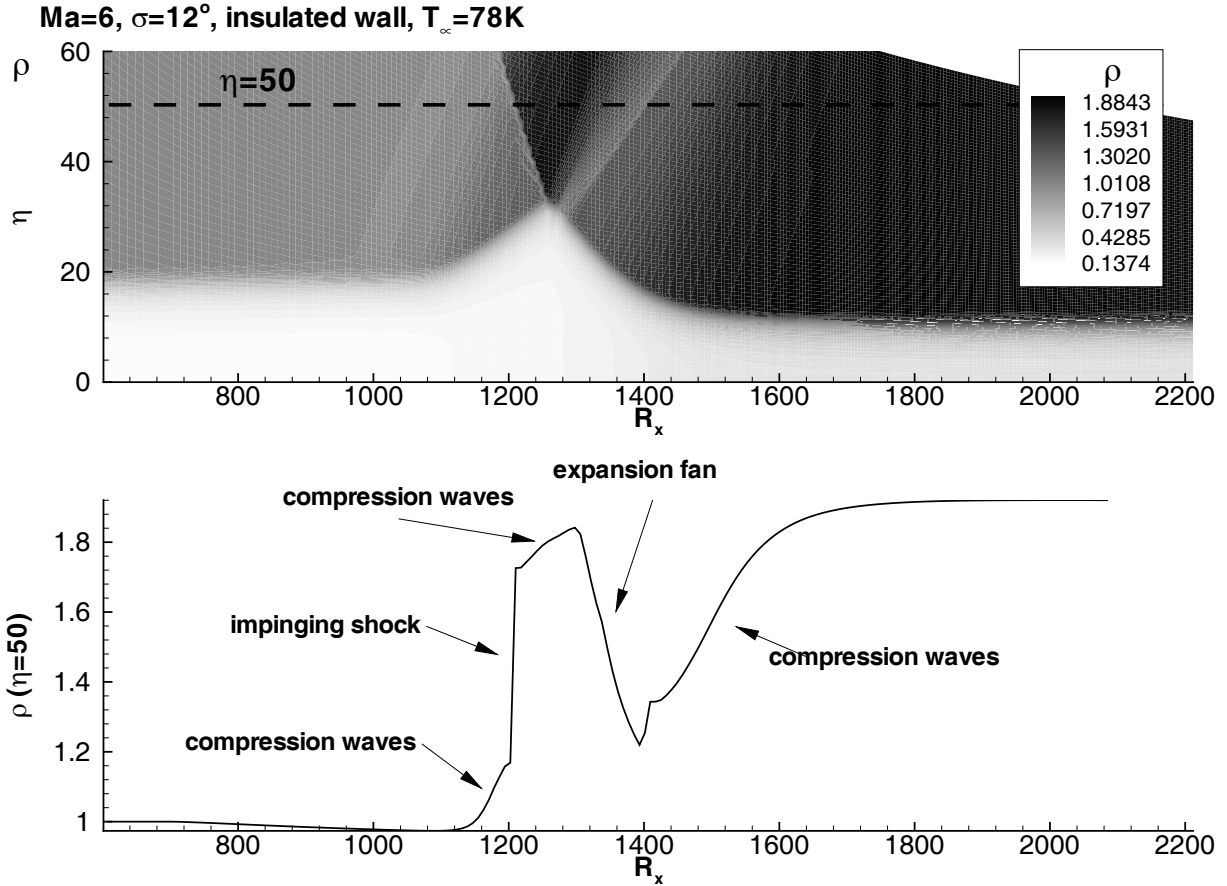 Ma=6, σ=12°, insulated wall, T∞=78K
ρ
60
η=50
ρ
1.8843
1.5931
1.3020
1.0108
0.7197
0.4285
0.1374
40
η
20
0
800 1000 1200 1400 1600 1800 2000 2200
Rx
expansion fan
compression waves
1.8
impinging shock
1.6
compression waves
ρ (η=50)
1.4
compression waves
1.2
1
800 1000 1200 1400 1600 1800 2000 2200
Rx